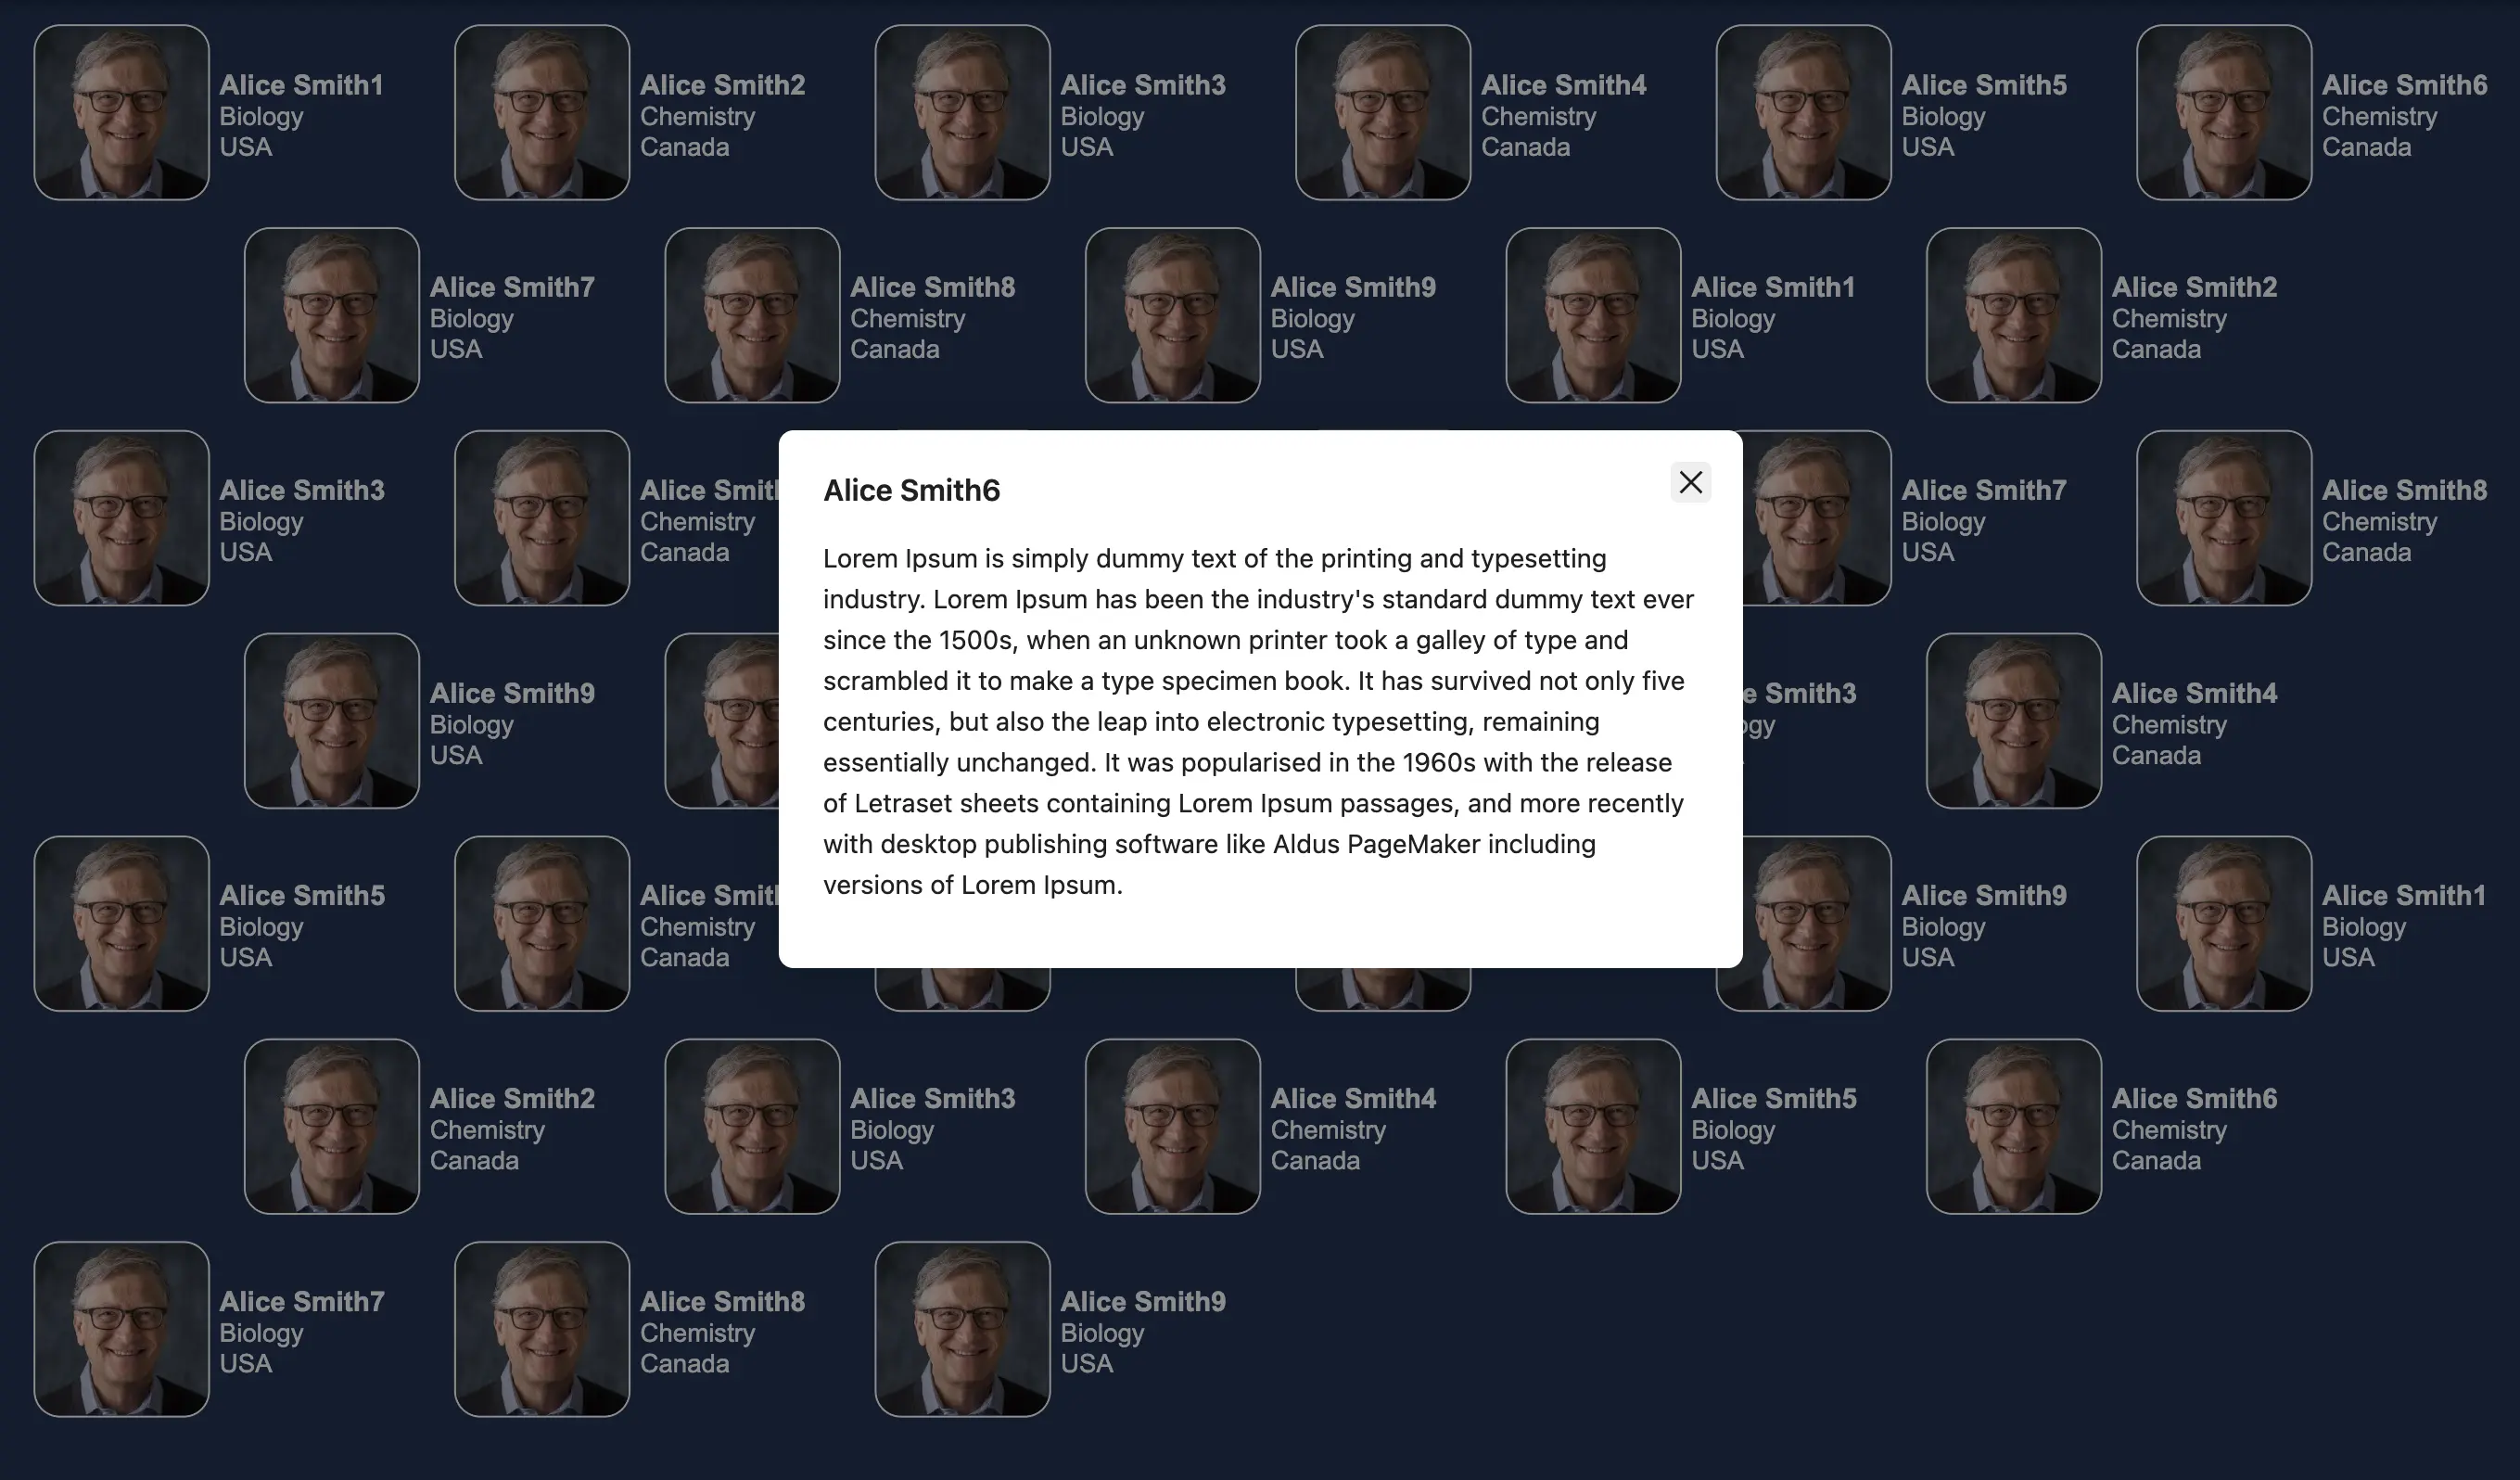 Alice Smith1
Biology
USA
Alice Smith2
Chemistry
Canada
Alice Smith3
Biology
USA
Alice Smith4
Chemistry
Canada
Alice Smith5
Biology
USA
Alice Smith6
Chemistry
Canada
Alice Smith7
Biology
USA
Alice Smith8
Chemistry
Canada
Alice Smith9
Biology
USA
Alice Smith1
Biology
USA
Alice Smith2
Chemistry
Canada
Alice Smith3
Biology
USA
Alice
Chemistry
Canada
Alice Smith7
Biology
USA
Alice Smith8
Chemistry
Canada
Alice Smith6
Lorem Ipsum is simply dummy text of the printing and typesetting
industry. Lorem Ipsum has been the industry's standard dummy text ever
since the 1500s, when an unknown printer took a galley of type and
scrambled it to make a type specimen book. It has survived not only five
centuries, but also the leap into electronic typesetting, remaining
essentially unchanged. It was popularised in the 1960s with the release
of Letraset sheets containing Lorem Ipsum passages, and more recently
with desktop publishing software like Aldus PageMaker including
versions of Lorem Ipsum.
Alice Smith9
Biology
USA
Smith3
Alice Smith4
Chemistry
Canada
Alice Smith5
Biology
USA
Alice
Chemistry
Canada
Alice Smith9
Biology
USA
Alice Smith1
Biology
USA
Alice Smith2
Chemistry
Canada
Alice Smith3
Biology
USA
Alice Smith4
Chemistry
Canada
Alice Smith5
Biology
USA
Alice Smith6
Chemistry
Canada
Alice Smith7
Biology
USA
Alice Smith8
Chemistry
Canada
Alice Smith9
Biology
USA